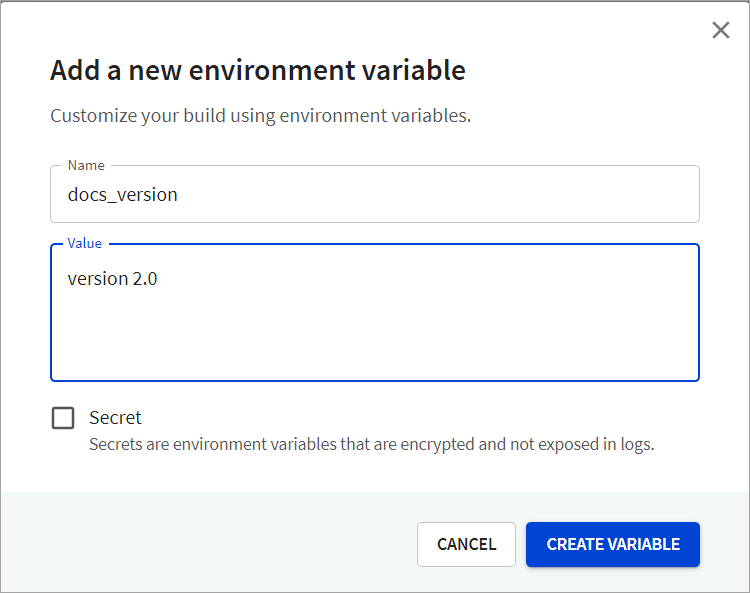 Add a new environment variable
Customize your build using environment variables.
Name
docs_version
Value
version 2.0
Secret
Secrets are environment variables that are encrypted and not exposed in logs.
CANCEL
CREATE VARIABLE